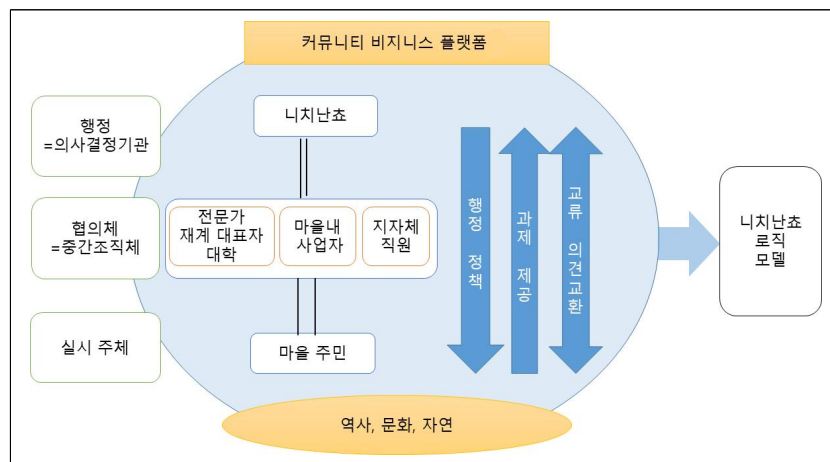 커뮤니티 비지니스 플랫폼
행정
=의사결정기관
니치난쵸
협의체
=중간조직체
전문가
재계 대표자
대학
마을내
사업자
지자체
직원
실시 주체
마을 주민
행정 정책
과제 제공
교류 의견교환
니치난쵸
로직
모델
역사, 문화, 자연